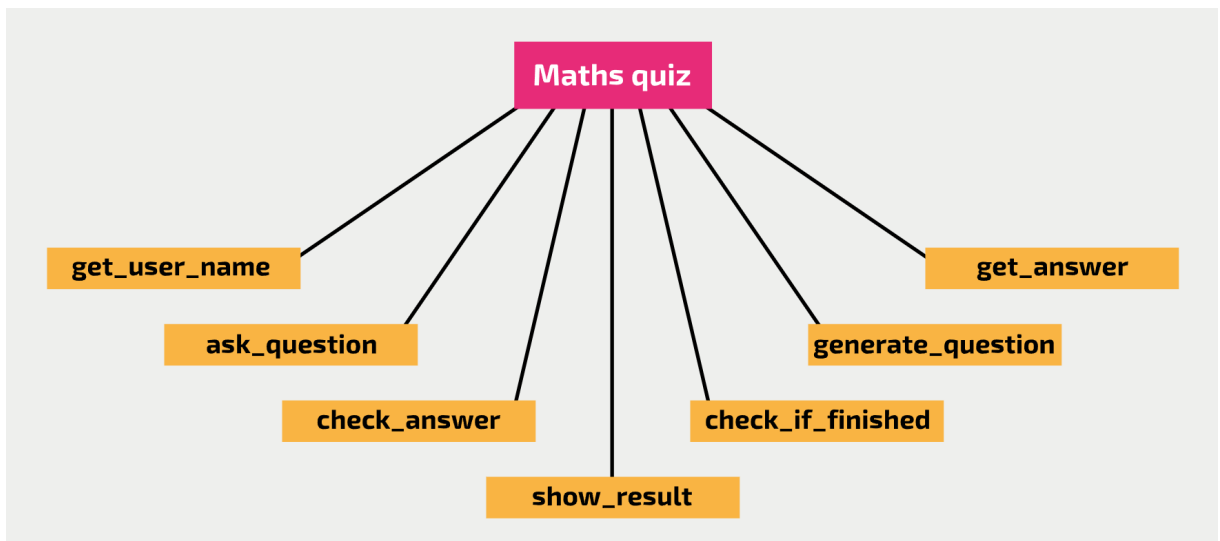 Maths quiz
get_user_name
get_answer
ask_question
generate_question
check_answer
check_if_finished
show_result